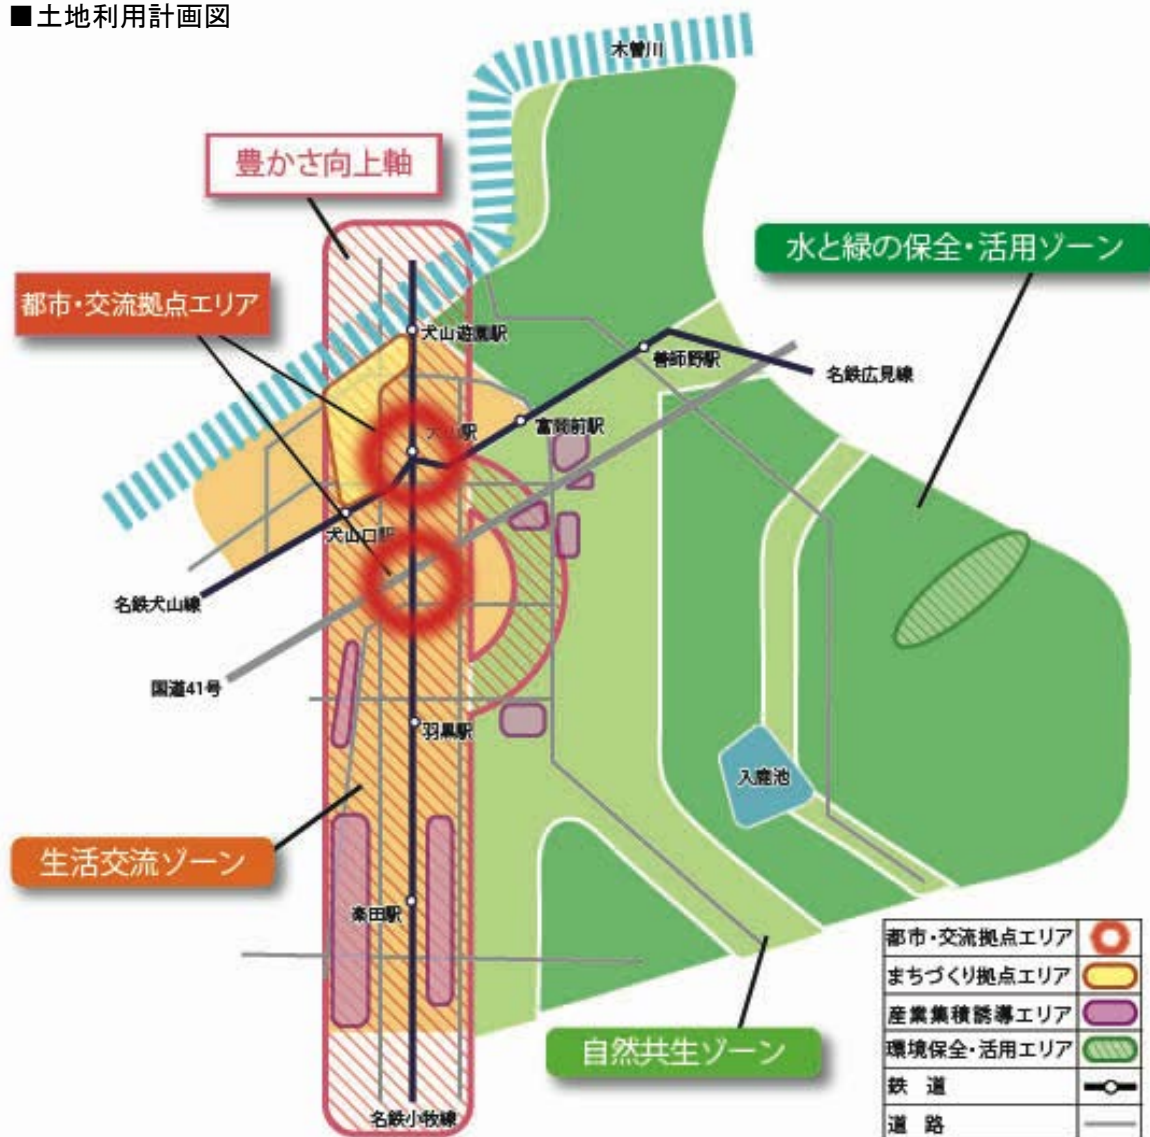 ■土地利用計画図
木曽川
豊かさ向上軸
水と緑の保全・活用ゾーン
都市・交流拠点エリア
犬山遊園駅
善師野駅
名鉄広見線
犬山駅
富岡前駅
犬山口駅
名鉄犬山線
国道41号
羽黒駅
入鹿池
生活交流ゾーン
楽田駅
自然共生ゾーン
名鉄小牧線
都市・交流拠点エリア
まちづくり拠点エリア
産業集積誘導エリア
環境保全・活用エリア
鉄 道
道 路